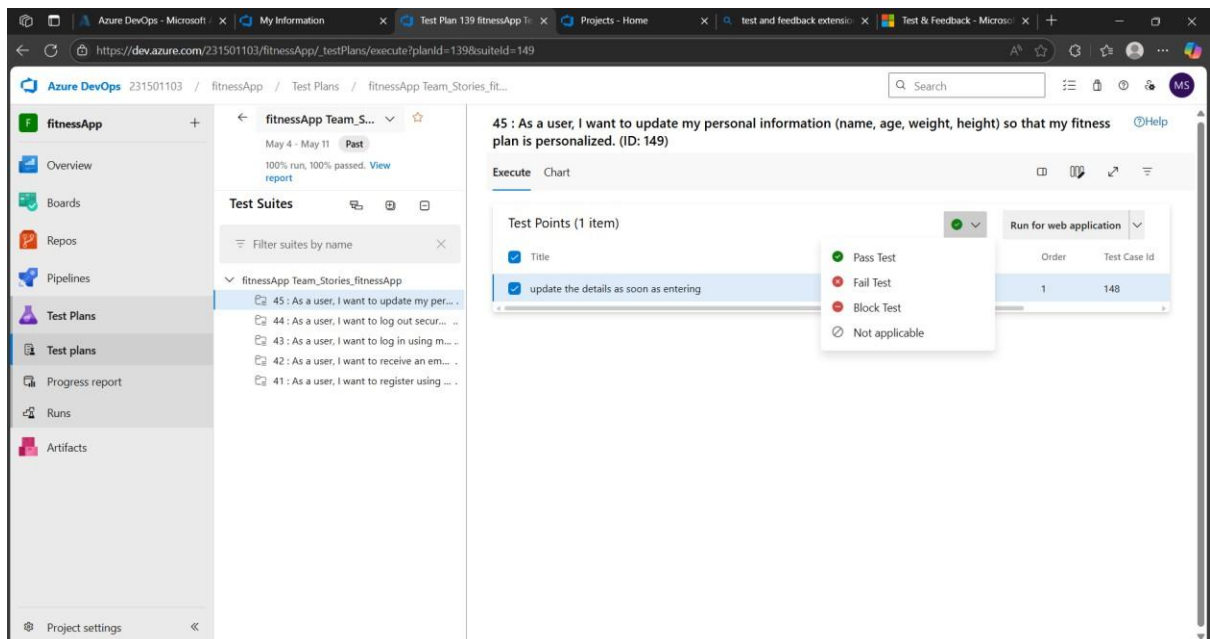 Azure DevOps - Microsoft
My Information
Test Plan 139 fitnessApp Te
Projects - Home
test and feedback extensio
Test & Feedback - Microsof
https://dev.azure.com/231501103/fitnessApp/_testPlans/execute?planId=139&suiteId=149
Azure DevOps 231501103 / fitnessApp / Test Plans / fitnessApp Team_Stories_fit...
Search
MS
F fitnessApp
Overview
Boards
Repos
Pipelines
Test Plans
Test plans
Progress report
Runs
Artifacts
Project settings
fitnessApp Team_S...
May 4 - May 11 Past
100% run, 100% passed. View
report
Test Suites
Filter suites by name
fitnessApp Team_Stories_fitnessApp
45 : As a user, I want to update my per... .
44 : As a user, I want to log out secur... ..
43 : As a user, I want to log in using m... ..
42 : As a user, I want to receive an em... .
41 : As a user, I want to register using ... .
45 : As a user, I want to update my personal information (name, age, weight, height) so that my fitness
plan is personalized. (ID: 149)
Help
Execute Chart
Test Points (1 item)
Run for web application
Title Order Test Case Id
update the details as soon as entering 1 148
Pass Test
Fail Test
Block Test
Not applicable